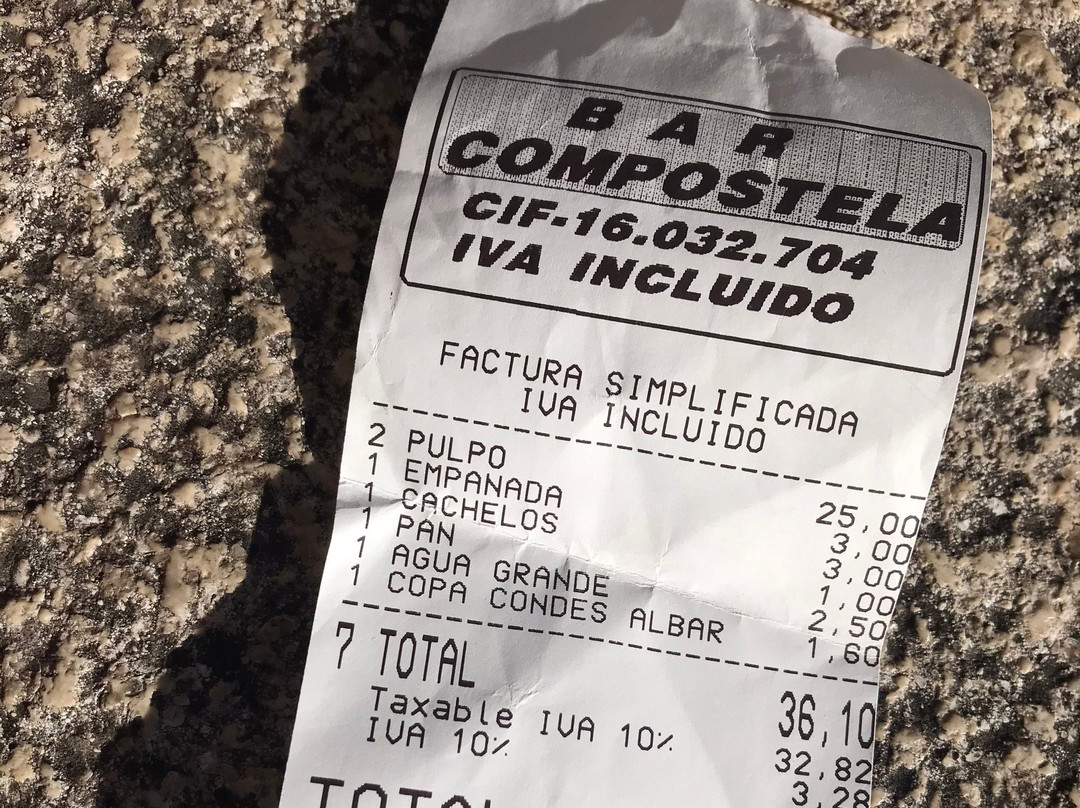 BAR
COMPOSTELA
CIF-16.032.704
IVA INCLUIDO
FACTURA SIMPLIFICADA
IVA INCLUIDO
2 PULPO 25,00
1 EMPANADA 3,00
1 CACHELOS 3,00
1 PAN 1,00
1 AGUA GRANDE 2,50
1 COPA CONDES ALBAR 1,60
7 TOTAL 36,10
Taxable IVA 10% 32,82
IVA 10% 3,28
TOTAL